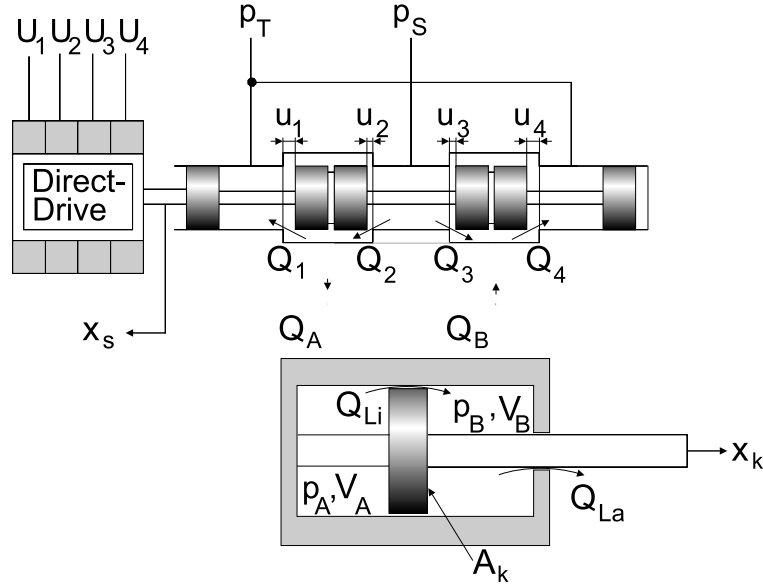 U1 U2 U3 U4
pT
pS
u1 u2 u3 u4
Direct-
Drive
Q1 Q2 Q3 Q4
xs
QA QB
QLi
pB,VB
xk
pA,VA
QLa
Ak